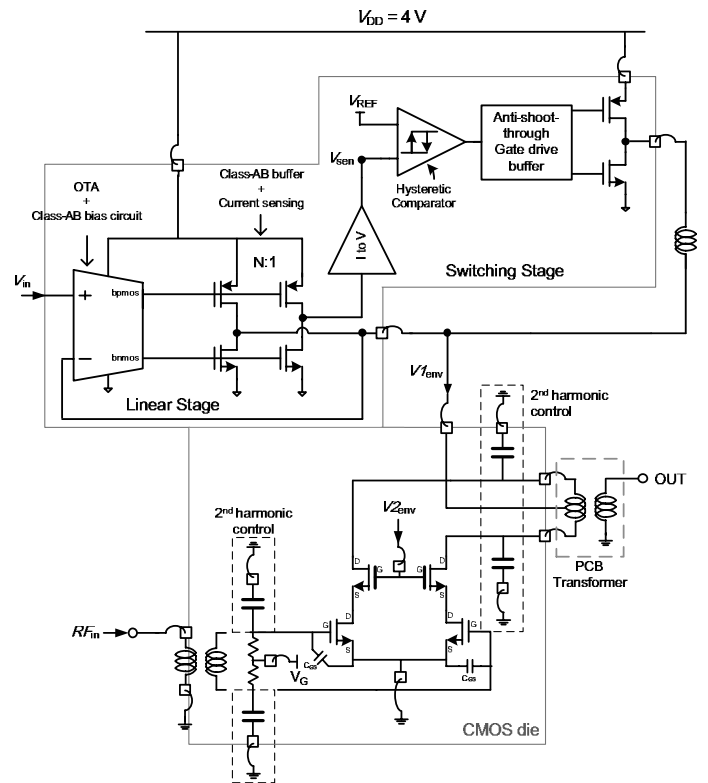 VDD = 4 V
VREF
Vsen
Hysteretic
Comparator
Anti-shoot-
through
Gate drive
buffer
OTA
+
Class-AB bias circuit
Class-AB buffer
+
Current sensing
N:1
I to V
Switching Stage
Vin
+
−
bpmos
bnmos
Linear Stage
V1env
2nd harmonic
control
OUT
PCB
Transformer
2nd harmonic
control
V2env
D
G
S
D
G
S
D
G
S
D
G
S
CGS
CGS
RFin
VG
CMOS die